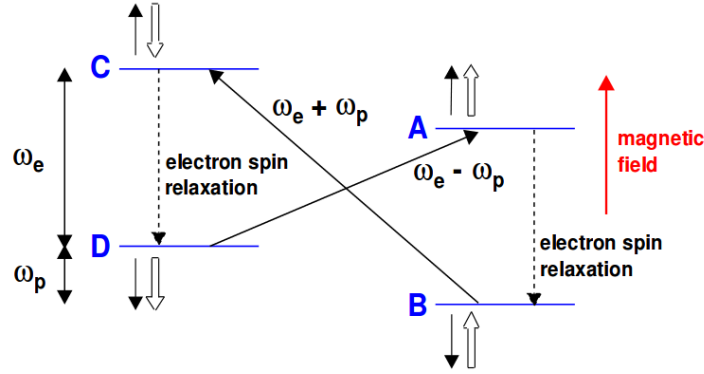 C
ωe + ωp
A
magnetic
field
ωe
electron spin
relaxation
ωe - ωp
D
electron spin
relaxation
ωp
B